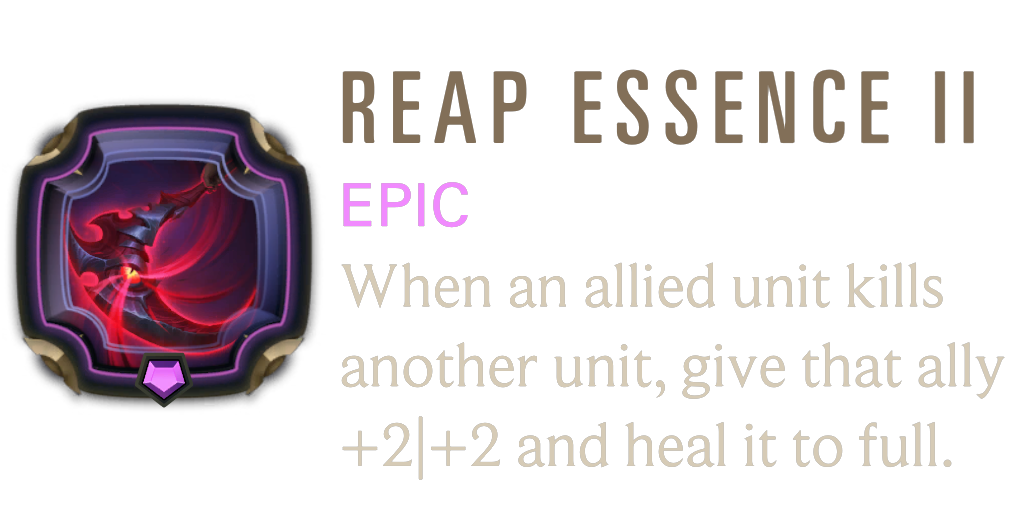 REAP ESSENCE II
EPIC
When an allied unit kills
another unit, give that ally
+2|+2 and heal it to full.